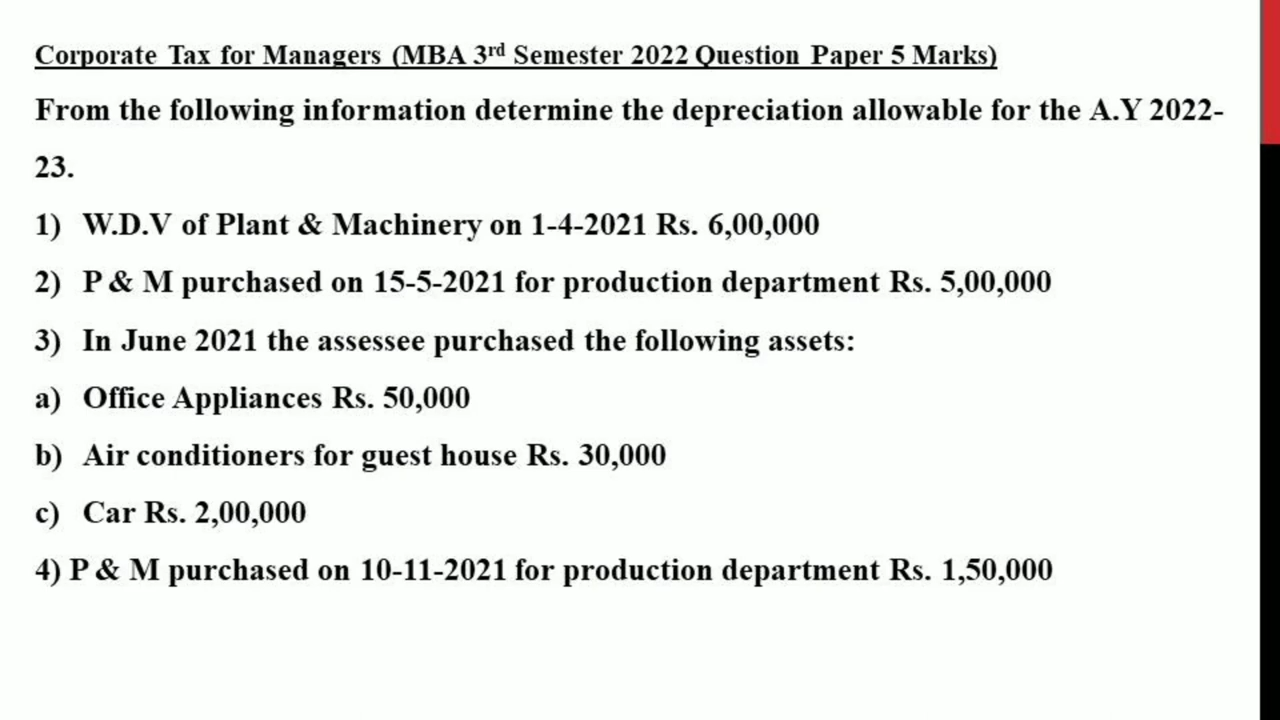 Corporate Tax for Managers (MBA 3rd Semester 2022 Question Paper 5 Marks)
From the following information determine the depreciation allowable for the A.Y 2022-
23.
1) W.D.V of Plant & Machinery on 1-4-2021 Rs. 6,00,000
2) P & M purchased on 15-5-2021 for production department Rs. 5,00,000
3) In June 2021 the assessee purchased the following assets:
a) Office Appliances Rs. 50,000
b) Air conditioners for guest house Rs. 30,000
c) Car Rs. 2,00,000
4) P & M purchased on 10-11-2021 for production department Rs. 1,50,000